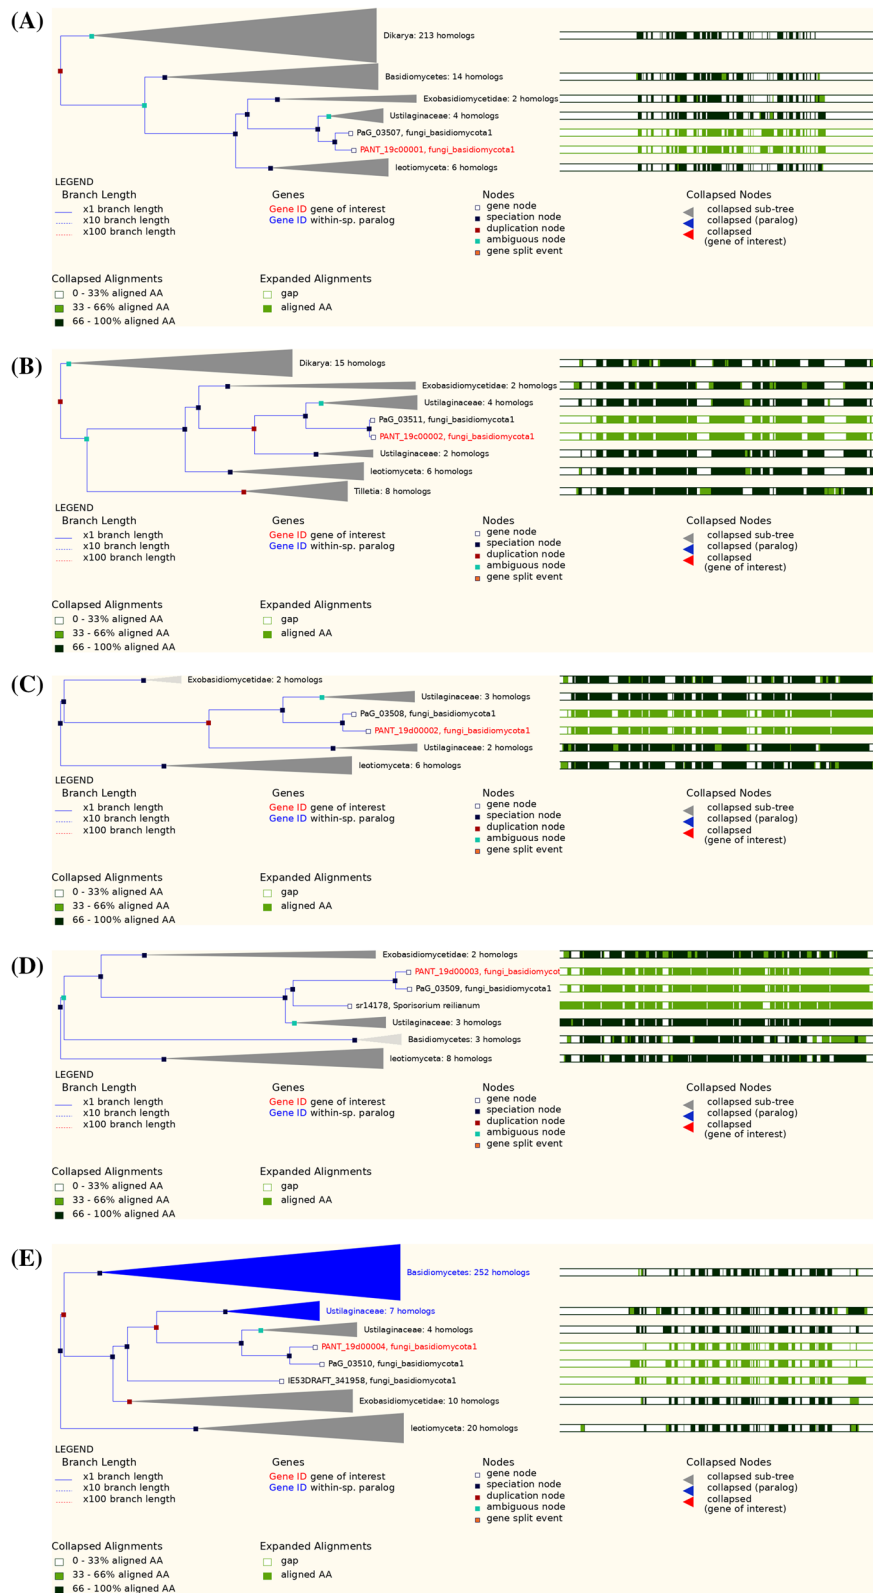 (A)
Dikarya: 213 homologs
Basidiomycetes: 14 homologs
Exobasidiomycetidae: 2 homologs
Ustilaginaceae: 4 homologs
PaG_03507, fungi_basidiomycota1
PANT_19c00001, fungi_basidiomycota1
leotiomyceta: 6 homologs
LEGEND
Branch Length Genes Nodes Collapsed Nodes
x1 branch length Gene ID gene of interest gene node collapsed sub-tree
x10 branch length Gene ID within-sp. paralog speciation node collapsed (paralog)
x100 branch length duplication node collapsed
ambiguous node (gene of interest)
gene split event
Collapsed Alignments Expanded Alignments
0 - 33% aligned AA gap
33 - 66% aligned AA aligned AA
66 - 100% aligned AA
(B)
Dikarya: 15 homologs
Exobasidiomycetidae: 2 homologs
Ustilaginaceae: 4 homologs
PaG_03511, fungi_basidiomycota1
PANT_19c00002, fungi_basidiomycota1
Ustilaginaceae: 2 homologs
leotiomyceta: 6 homologs
Tilletia: 8 homologs
LEGEND
Branch Length Genes Nodes Collapsed Nodes
x1 branch length Gene ID gene of interest gene node collapsed sub-tree
x10 branch length Gene ID within-sp. paralog speciation node collapsed (paralog)
x100 branch length duplication node collapsed
ambiguous node (gene of interest)
gene split event
Collapsed Alignments Expanded Alignments
0 - 33% aligned AA gap
33 - 66% aligned AA aligned AA
66 - 100% aligned AA
(C)
Exobasidiomycetidae: 2 homologs
Ustilaginaceae: 3 homologs
PaG_03508, fungi_basidiomycota1
PANT_19d00002, fungi_basidiomycota1
Ustilaginaceae: 2 homologs
leotiomyceta: 6 homologs
LEGEND
Branch Length Genes Nodes Collapsed Nodes
x1 branch length Gene ID gene of interest gene node collapsed sub-tree
x10 branch length Gene ID within-sp. paralog speciation node collapsed (paralog)
x100 branch length duplication node collapsed
ambiguous node (gene of interest)
gene split event
Collapsed Alignments Expanded Alignments
0 - 33% aligned AA gap
33 - 66% aligned AA aligned AA
66 - 100% aligned AA
(D)
Exobasidiomycetidae: 2 homologs
PANT_19d00003, fungi_basidiomycot
PaG_03509, fungi_basidiomycota1
sr14178, Sporisorium reilianum
Ustilaginaceae: 3 homologs
Basidiomycetes: 3 homologs
leotiomyceta: 8 homologs
LEGEND
Branch Length Genes Nodes Collapsed Nodes
x1 branch length Gene ID gene of interest gene node collapsed sub-tree
x10 branch length Gene ID within-sp. paralog speciation node collapsed (paralog)
x100 branch length duplication node collapsed
ambiguous node (gene of interest)
gene split event
Collapsed Alignments Expanded Alignments
0 - 33% aligned AA gap
33 - 66% aligned AA aligned AA
66 - 100% aligned AA
(E)
Basidiomycetes: 252 homologs
Ustilaginaceae: 7 homologs
Ustilaginaceae: 4 homologs
PANT_19d00004, fungi_basidiomycota1
PaG_03510, fungi_basidiomycota1
IE53DRAFT_341958, fungi_basidiomycota1
Exobasidiomycetidae: 10 homologs
leotiomyceta: 20 homologs
LEGEND
Branch Length Genes Nodes Collapsed Nodes
x1 branch length Gene ID gene of interest gene node collapsed sub-tree
x10 branch length Gene ID within-sp. paralog speciation node collapsed (paralog)
x100 branch length duplication node collapsed
ambiguous node (gene of interest)
gene split event
Collapsed Alignments Expanded Alignments
0 - 33% aligned AA gap
33 - 66% aligned AA aligned AA
66 - 100% aligned AA